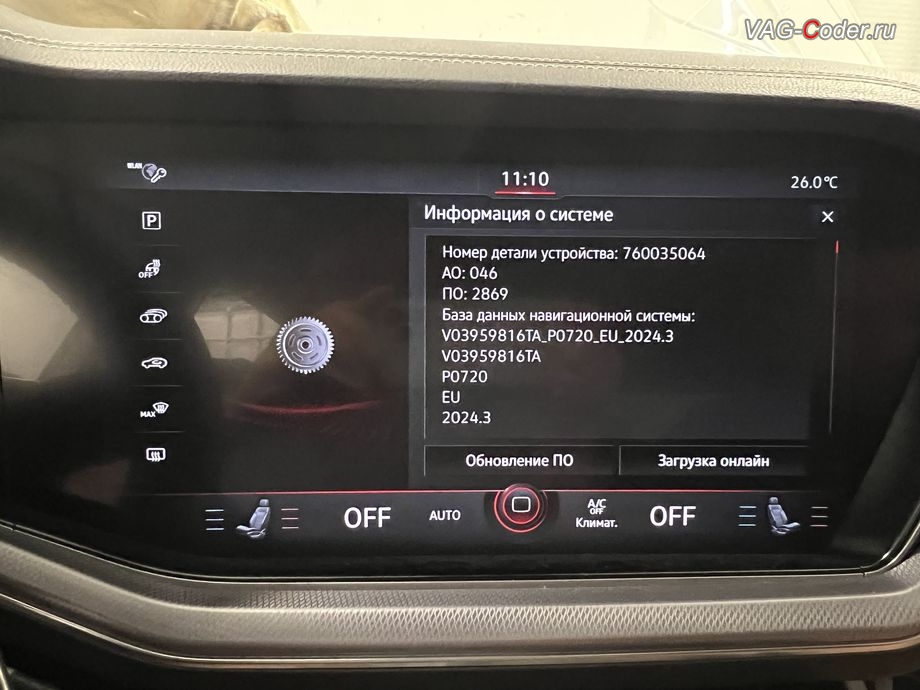 VAG-Coder.ru
WLAN
11:10
26.0°C
Информация о системе
P
Номер детали устройства: 760035064
АО: 046
ПО: 2869
База данных навигационной системы:
V03959816TA_P0720_EU_2024.3
V03959816TA
P0720
EU
2024.3
OFF
MAX
Обновление ПО
Загрузка онлайн
OFF
AUTO
A/C
OFF
Климат.
OFF